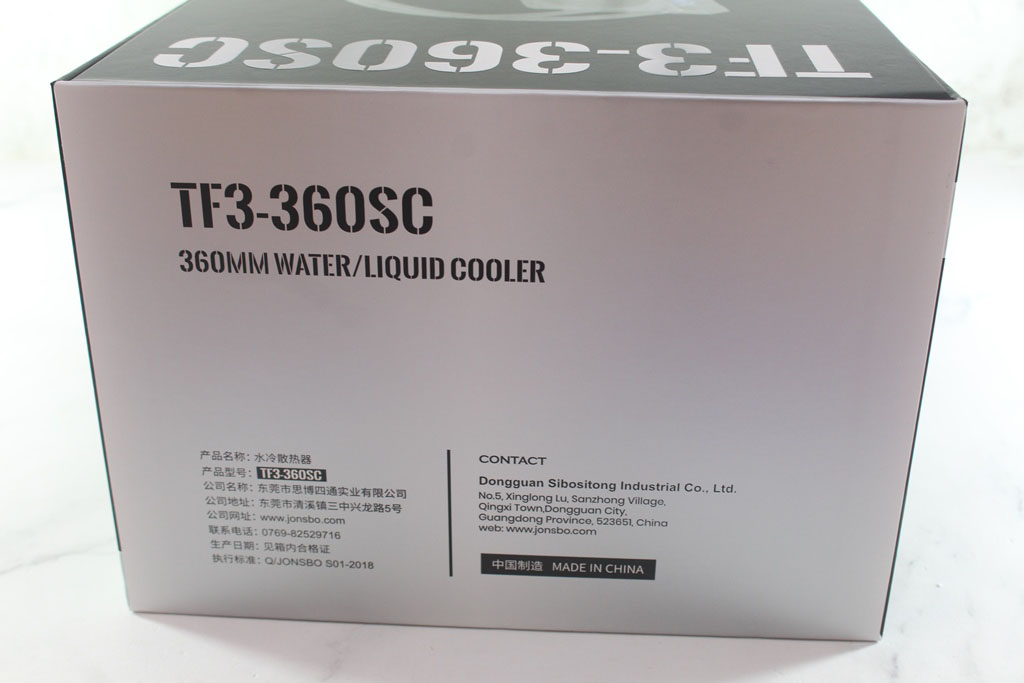 TF3-360SC
TF3-360SC
360MM WATER/LIQUID COOLER
产品名称：水冷散热器
产品型号：TF3-360SC
公司名称：东莞市思博四通实业有限公司
公司地址：东莞市清溪镇三中兴龙路5号
公司网址：www.jonsbo.com
联系电话：0769-82529716
生产日期：见箱内合格证
执行标准：Q/JONSBO S01-2018
CONTACT
Dongguan Sibositong Industrial Co., Ltd.
No.5, Xinglong Lu, Sanzhong Village,
Qingxi Town,Dongguan City,
Guangdong Province, 523651, China
web: www.jonsbo.com
中国制造 MADE IN CHINA